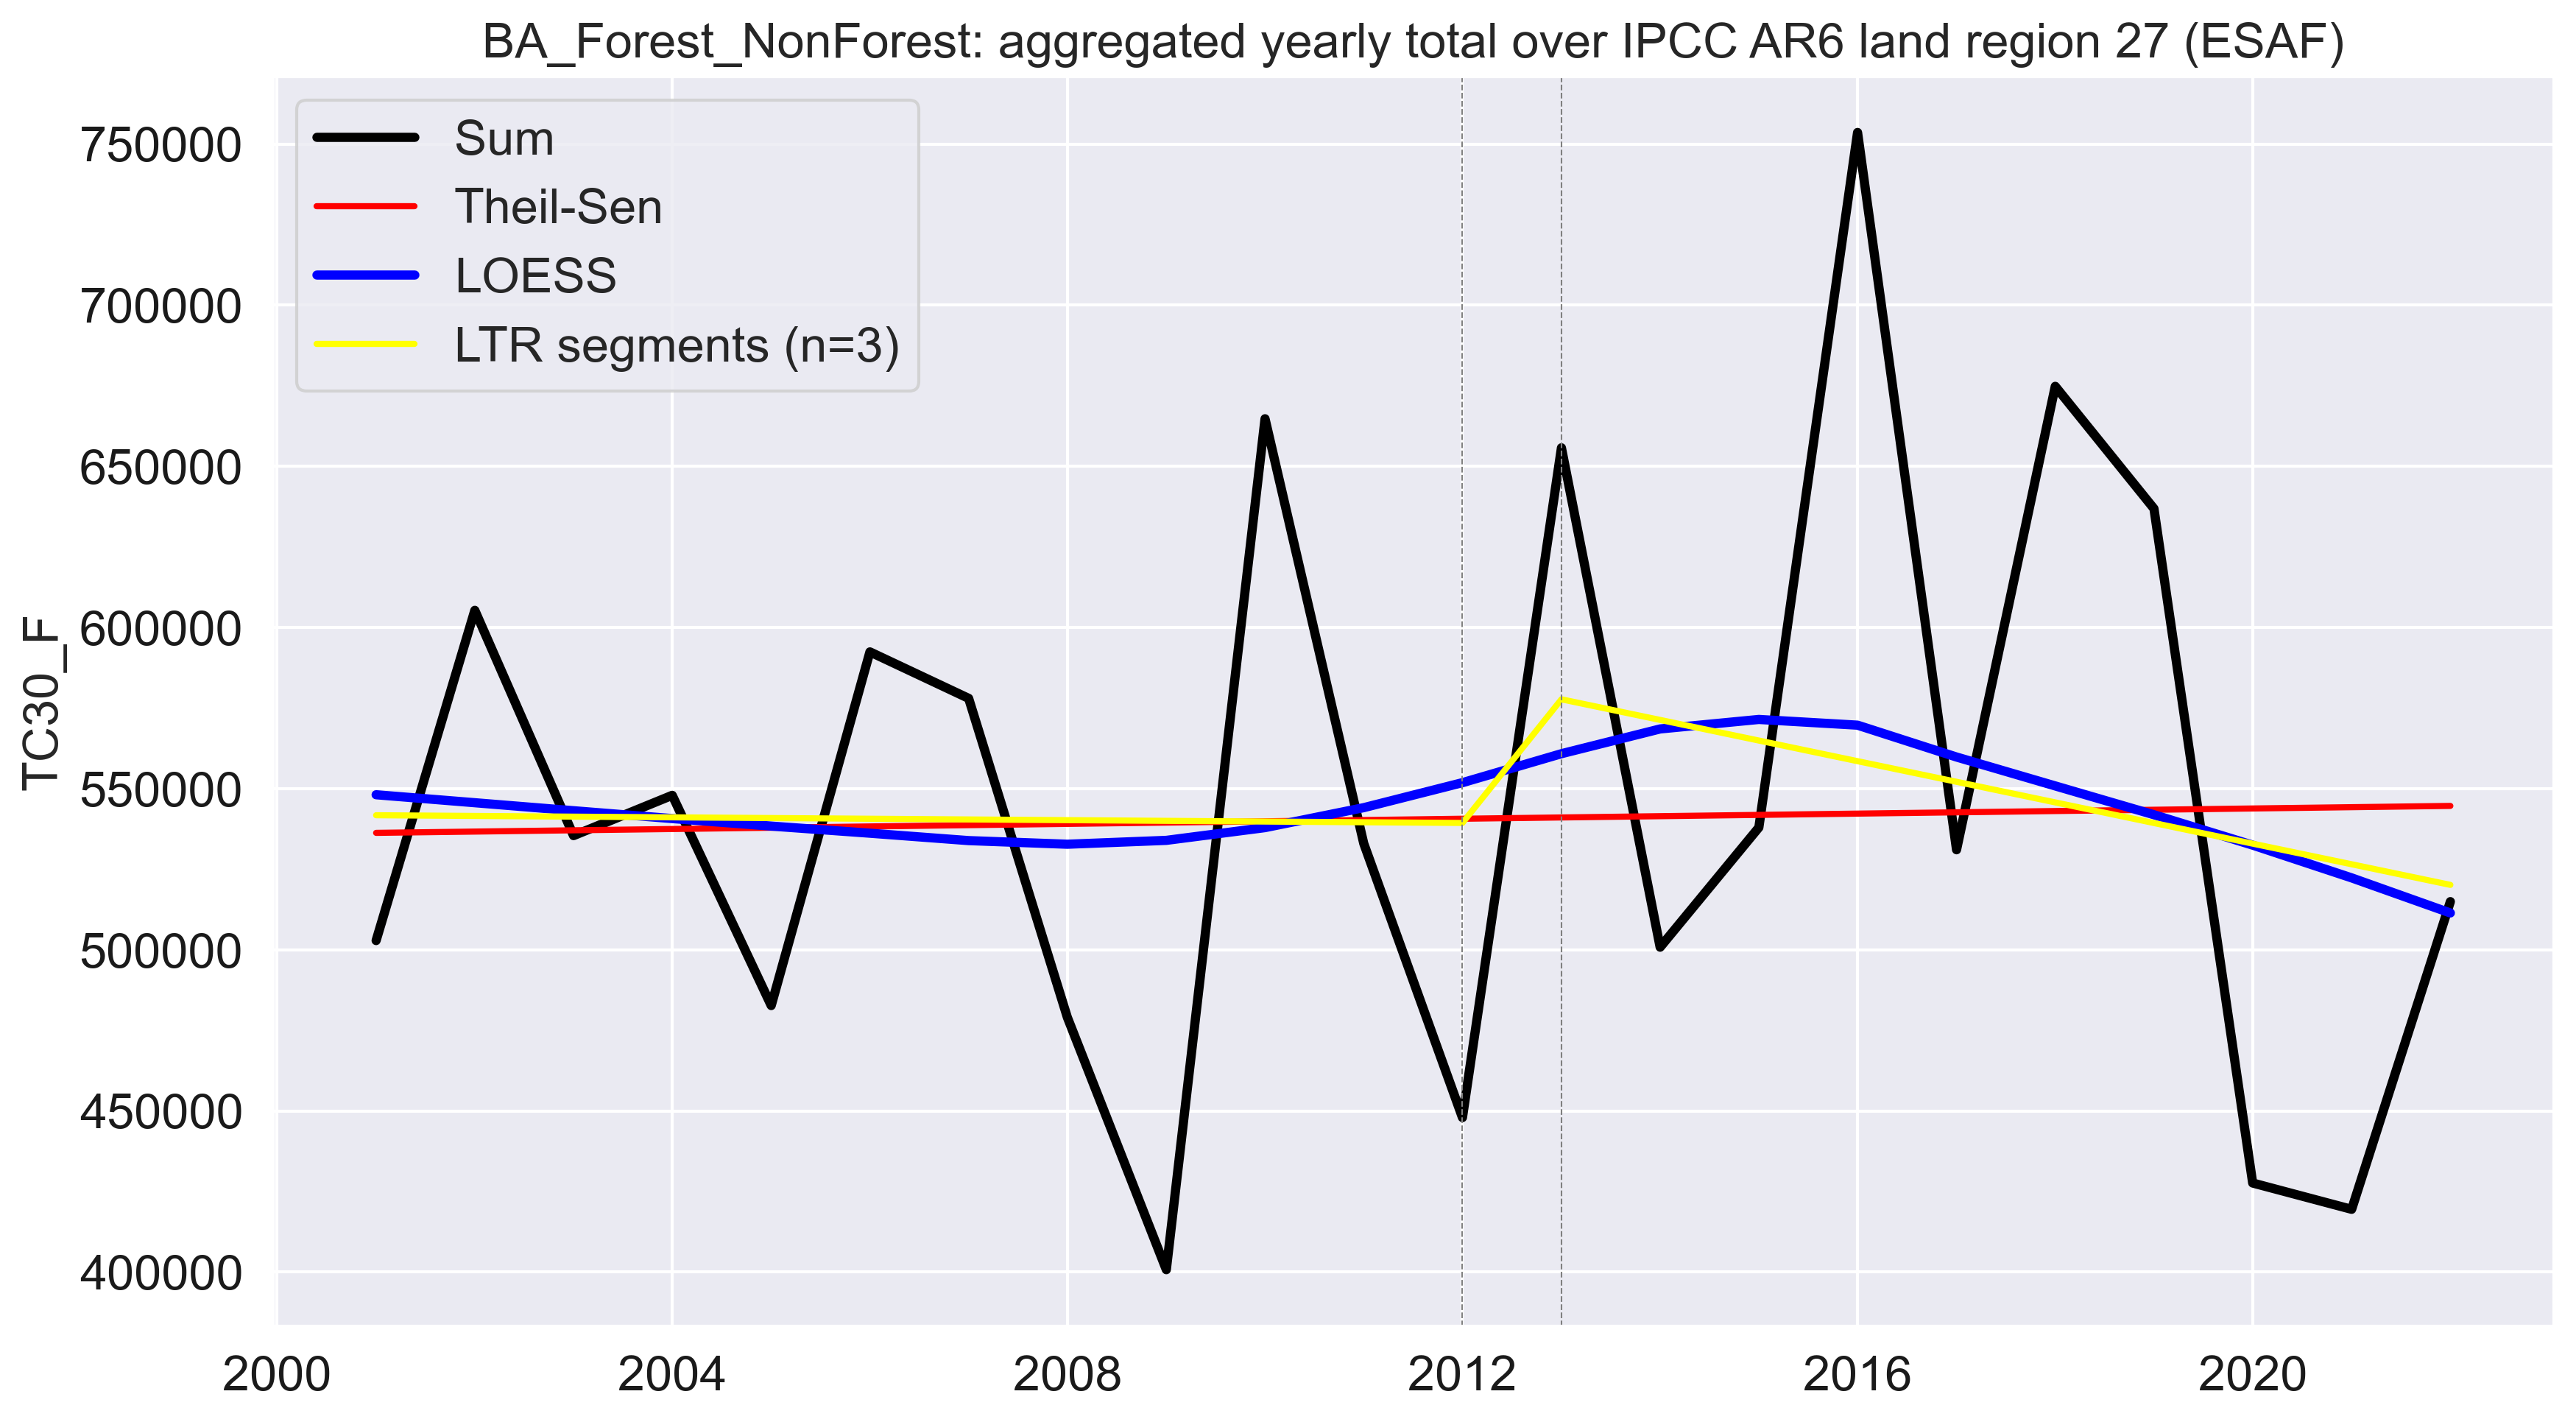 BA_Forest_NonForest: aggregated yearly total over IPCC AR6 land region 27 (ESAF)
Sum
Theil-Sen
LOESS
LTR segments (n=3)
TC30_F
750000
700000
650000
600000
550000
500000
450000
400000
2000
2004
2008
2012
2016
2020